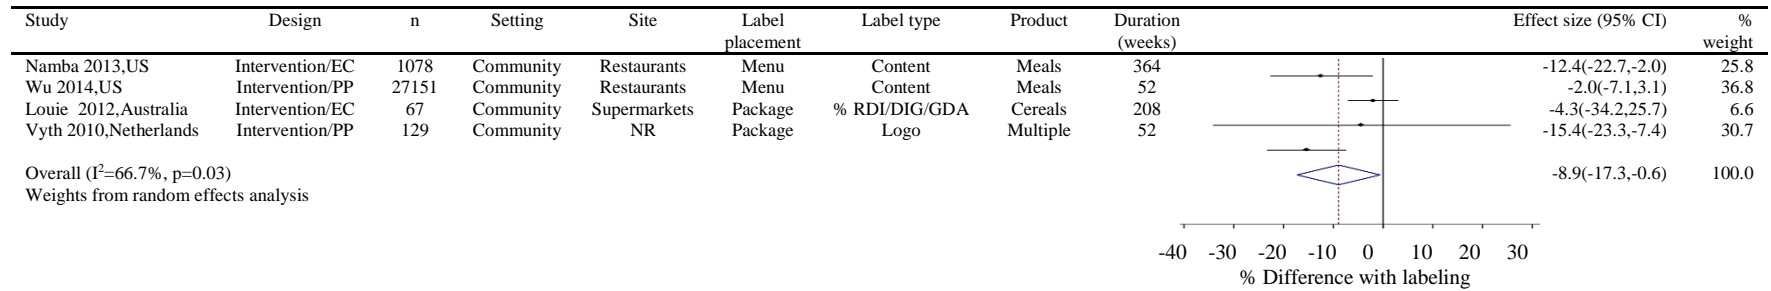 Study Design n Setting Site Label placement Label type Product Duration (weeks) Effect size (95% CI) % weight
Namba 2013,US Intervention/EC 1078 Community Restaurants Menu Content Meals 364 -12.4(-22.7,-2.0) 25.8
Wu 2014,US Intervention/PP 27151 Community Restaurants Menu Content Meals 52 -2.0(-7.1,3.1) 36.8
Louie 2012,Australia Intervention/EC 67 Community Supermarkets Package % RDI/DIG/GDA Cereals 208 -4.3(-34.2,25.7) 6.6
Vyth 2010,Netherlands Intervention/PP 129 Community NR Package Logo Multiple 52 -15.4(-23.3,-7.4) 30.7
Overall (I²=66.7%, p=0.03) -8.9(-17.3,-0.6) 100.0
Weights from random effects analysis
-40 -30 -20 -10 0 10 20 30
% Difference with labeling